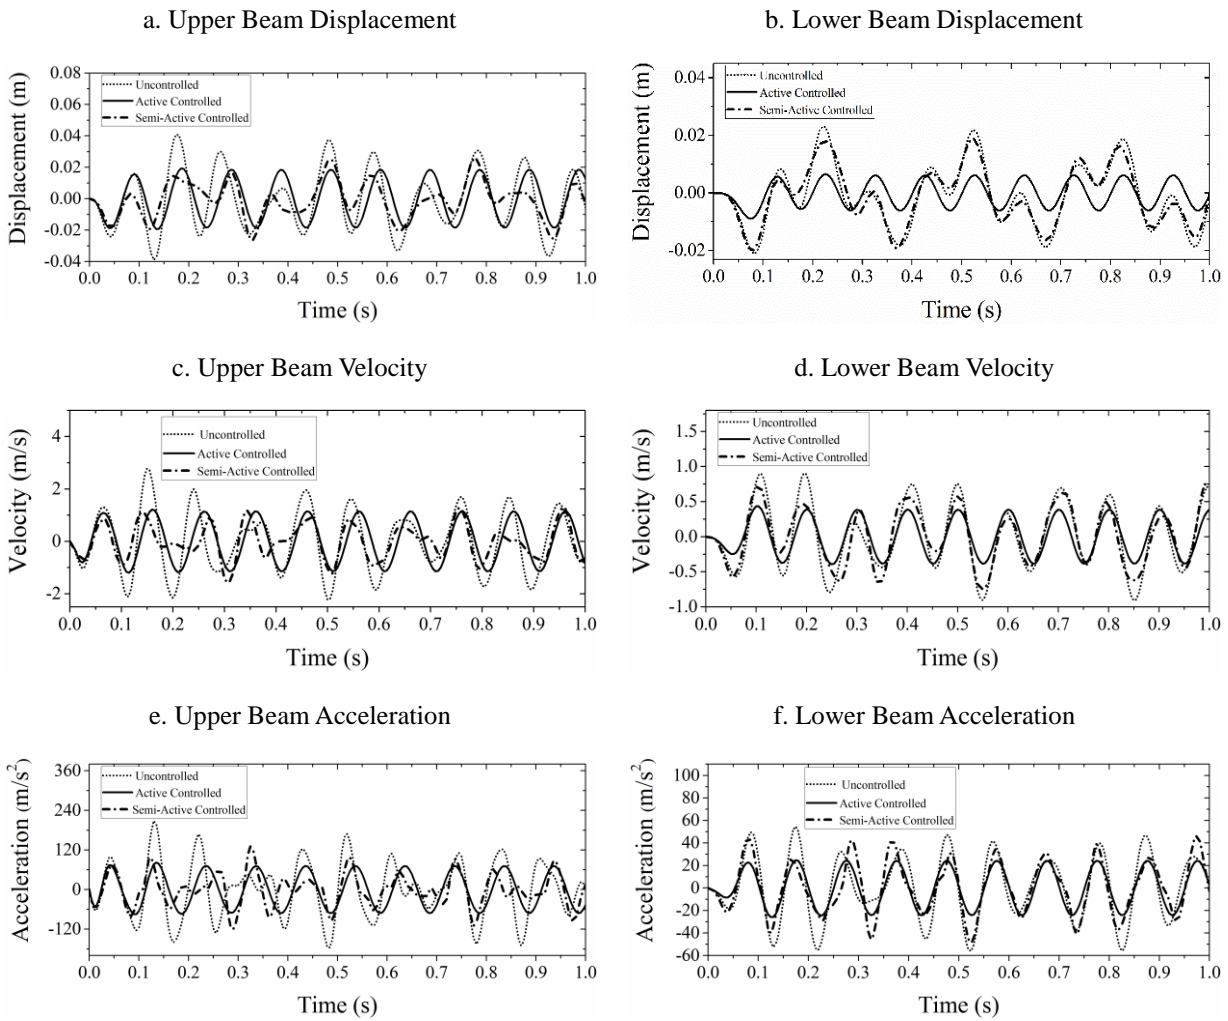 a. Upper Beam Displacement
0.08
0.06
0.04
0.02
0.00
-0.02
-0.04
Displacement (m)
Uncontrolled
Active Controlled
Semi-Active Controlled
0.0 0.1 0.2 0.3 0.4 0.5 0.6 0.7 0.8 0.9 1.0
Time (s)
b. Lower Beam Displacement
0.04
0.02
0.00
-0.02
Displacement (m)
Uncontrolled
Active Controlled
Semi-Active Controlled
0.0 0.1 0.2 0.3 0.4 0.5 0.6 0.7 0.8 0.9 1.0
Time (s)
c. Upper Beam Velocity
4
2
0
-2
Velocity (m/s)
Uncontrolled
Active Controlled
Semi-Active Controlled
0.0 0.1 0.2 0.3 0.4 0.5 0.6 0.7 0.8 0.9 1.0
Time (s)
d. Lower Beam Velocity
1.5
1.0
0.5
0.0
-0.5
-1.0
Velocity (m/s)
Uncontrolled
Active Controlled
Semi-Active Controlled
0.0 0.1 0.2 0.3 0.4 0.5 0.6 0.7 0.8 0.9 1.0
Time (s)
e. Upper Beam Acceleration
360
240
120
0
-120
Acceleration (m/s²)
Uncontrolled
Active Controlled
Semi-Active Controlled
0.0 0.1 0.2 0.3 0.4 0.5 0.6 0.7 0.8 0.9 1.0
Time (s)
f. Lower Beam Acceleration
100
80
60
40
20
0
-20
-40
-60
Acceleration (m/s²)
Uncontrolled
Active Controlled
Semi-Active Controlled
0.0 0.1 0.2 0.3 0.4 0.5 0.6 0.7 0.8 0.9 1.0
Time (s)